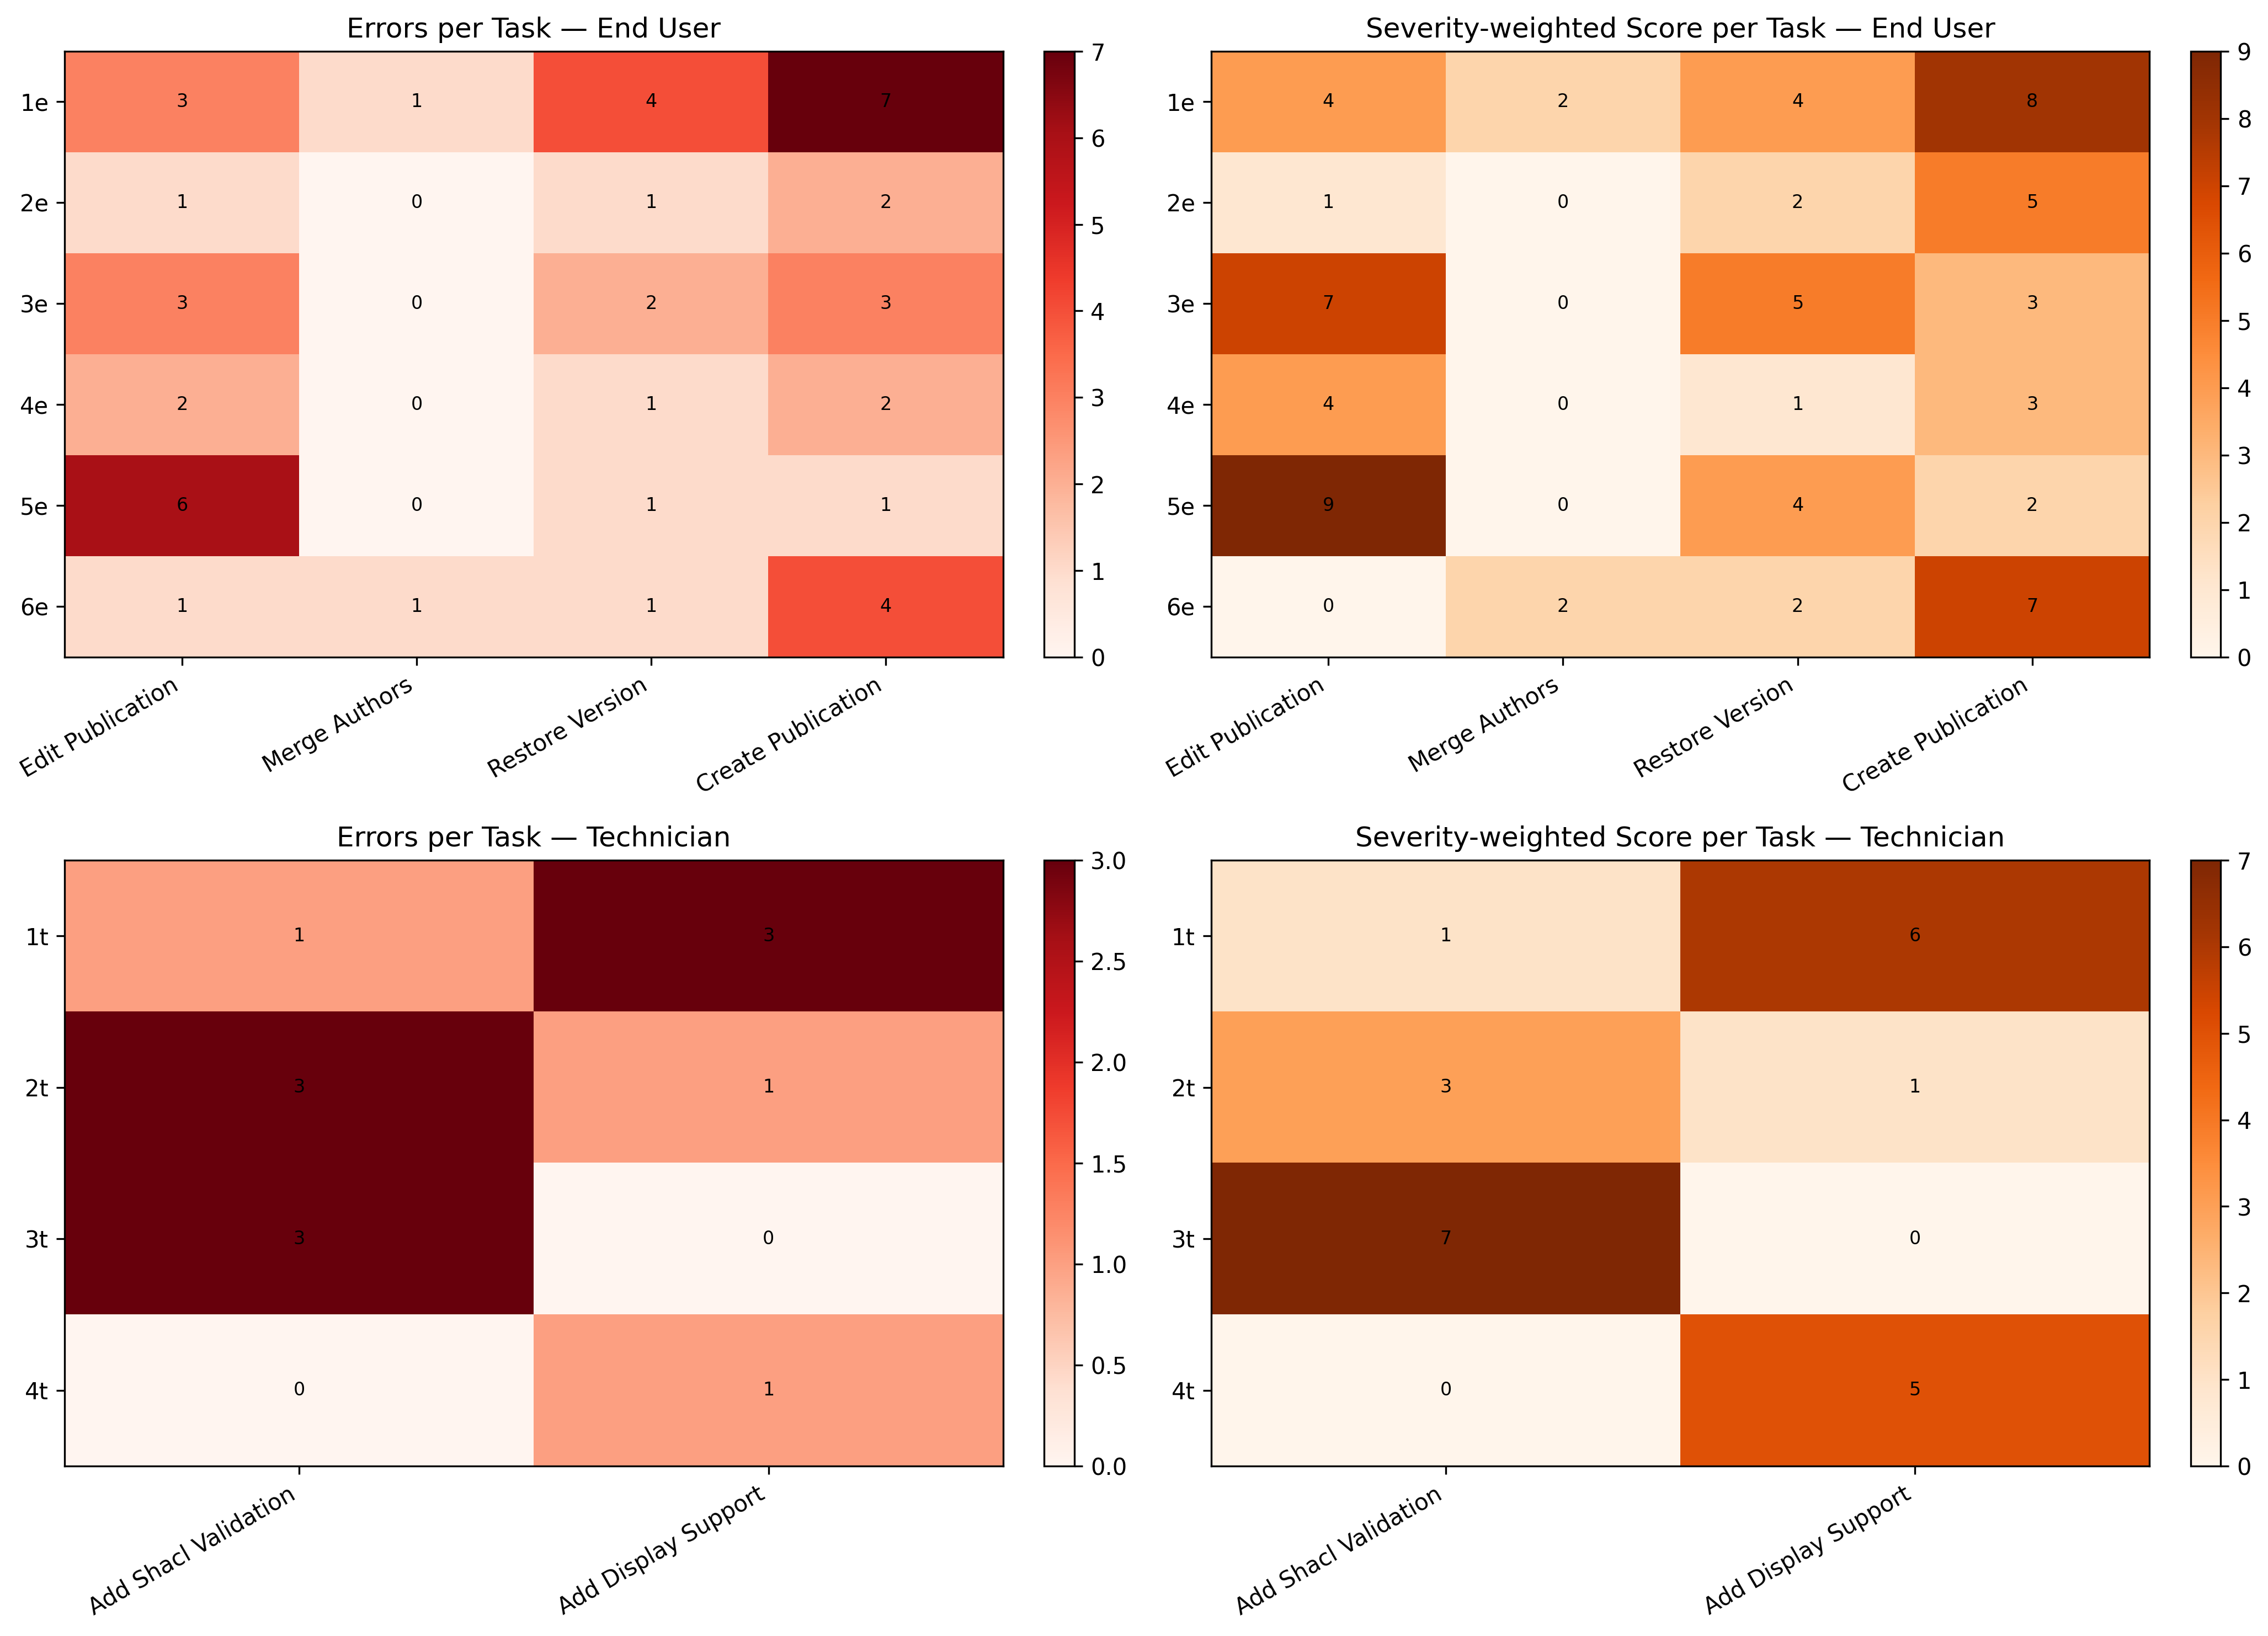 Errors per Task — End User
1e 3 1 4 7
2e 1 0 1 2
3e 3 0 2 3
4e 2 0 1 2
5e 6 0 1 1
6e 1 1 1 4
Edit Publication
Merge Authors
Restore Version
Create Publication
7
6
5
4
3
2
1
0
Severity-weighted Score per Task — End User
1e 4 2 4 8
2e 1 0 2 5
3e 7 0 5 3
4e 4 0 1 3
5e 9 0 4 2
6e 0 2 2 7
Edit Publication
Merge Authors
Restore Version
Create Publication
9
8
7
6
5
4
3
2
1
0
Errors per Task — Technician
1t 1 3
2t 3 1
3t 3 0
4t 0 1
Add Shacl Validation
Add Display Support
3.0
2.5
2.0
1.5
1.0
0.5
0.0
Severity-weighted Score per Task — Technician
1t 1 6
2t 3 1
3t 7 0
4t 0 5
Add Shacl Validation
Add Display Support
7
6
5
4
3
2
1
0